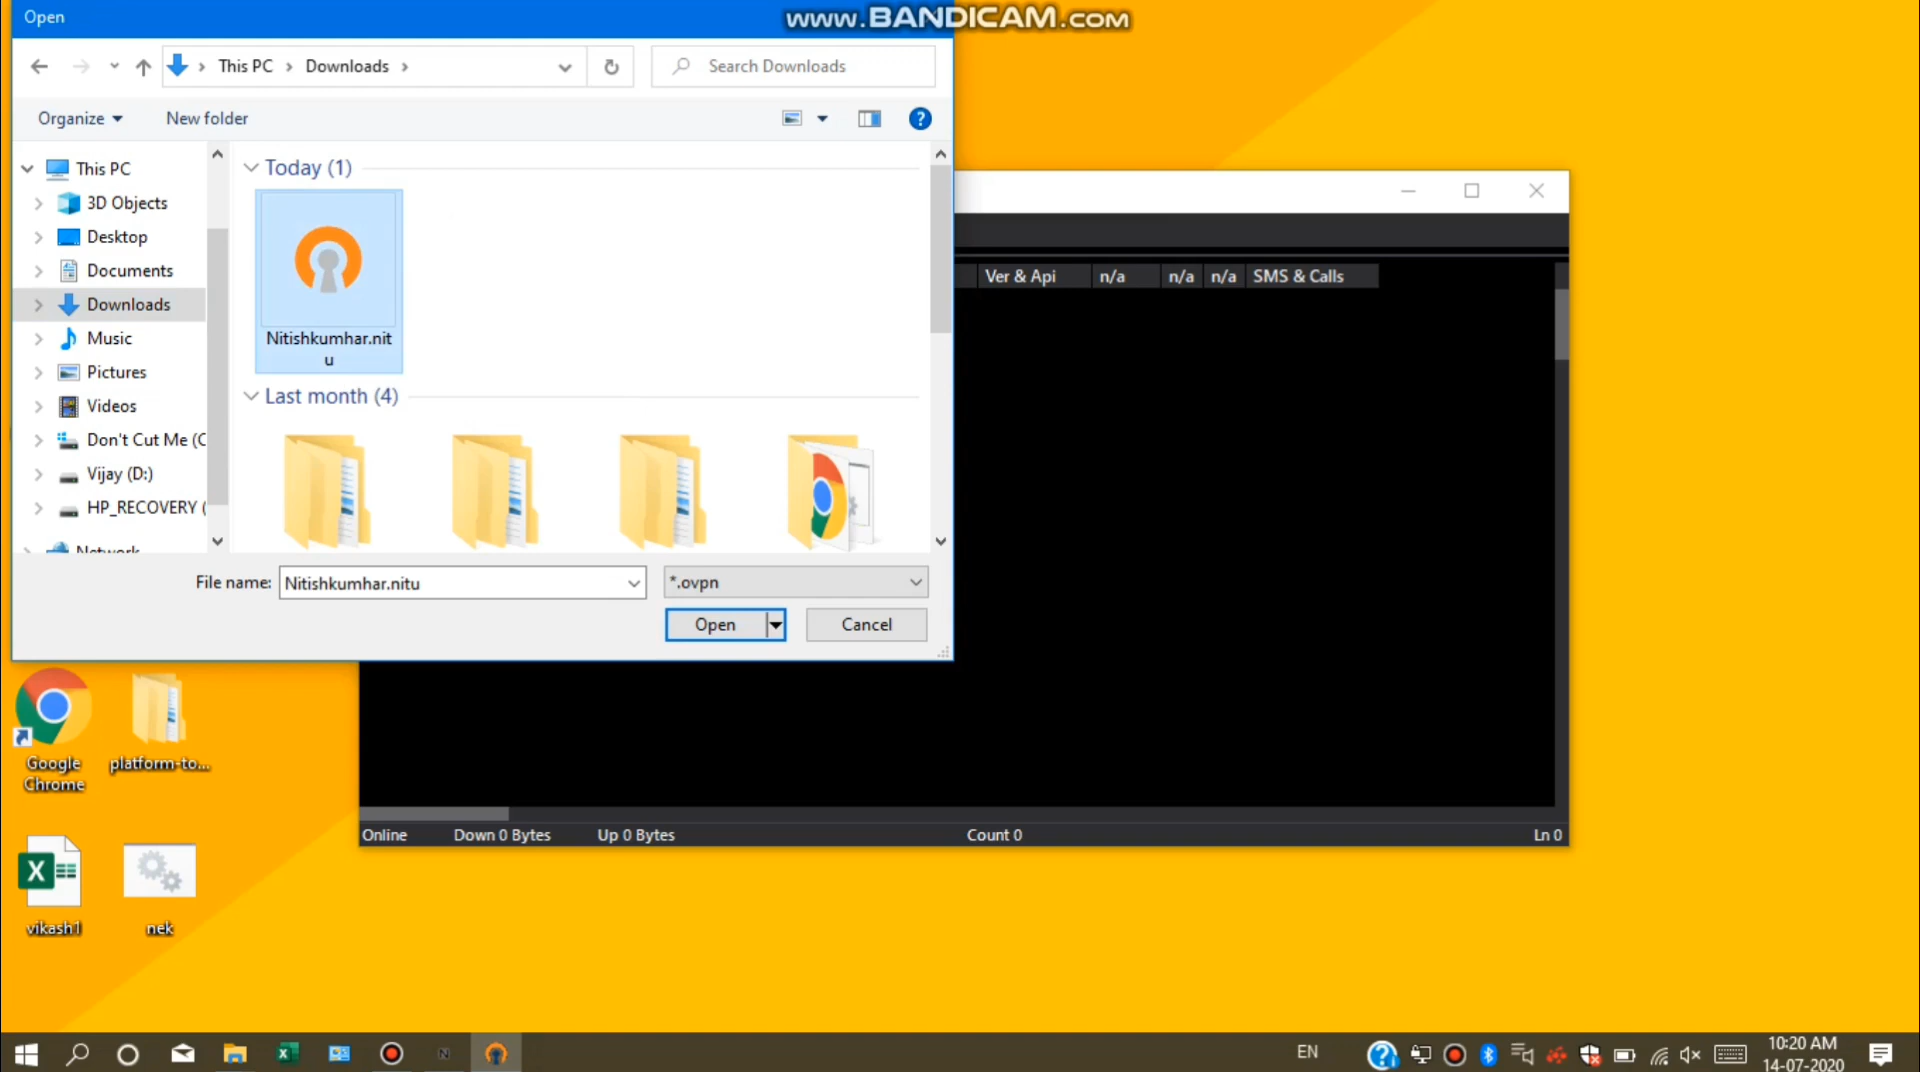 Open
www.BANDICAM.com
This PC
Downloads
Search Downloads
Organize
New folder
This PC
3D Objects
Desktop
Documents
Downloads
Music
Pictures
Videos
Don't Cut Me (C
Vijay (D:)
HP_RECOVERY (
Network
Today (1)
Nitishkumhar.nit
u
Last month (4)
File name:
Nitishkumhar.nitu
*.ovpn
Open
Cancel
Ver & Api
n/a
n/a
n/a
SMS & Calls
Online
Down 0 Bytes
Up 0 Bytes
Count 0
Ln 0
Google
Chrome
platform-to...
vikash1
nek
EN
10:20 AM
14-07-2020